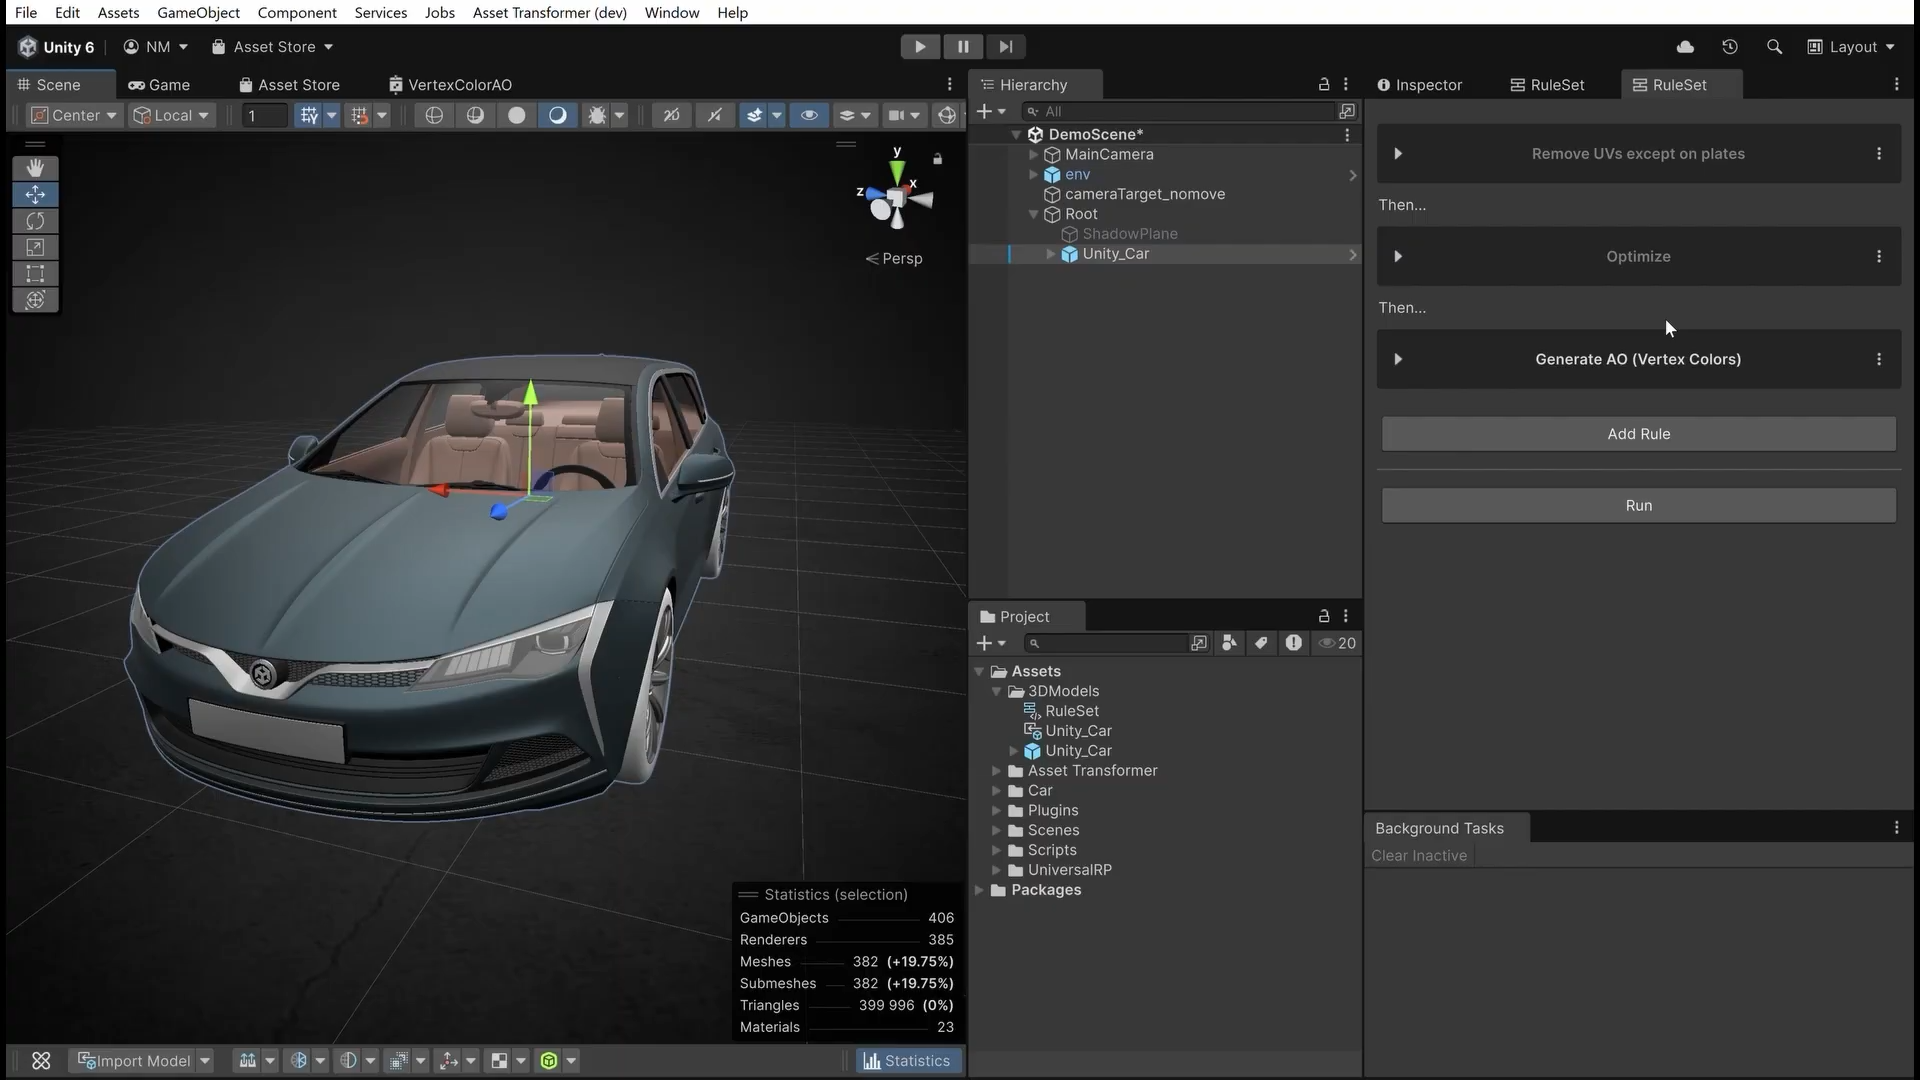 File Edit Assets GameObject Component Services Jobs Asset Transformer (dev) Window Help
Unity 6 NM Asset Store Layout
Scene Game Asset Store VertexColorAO
Center Local 1 2D
y
x
z
Persp
Statistics (selection)
GameObjects 406
Renderers 385
Meshes 382 (+19.75%)
Submeshes 382 (+19.75%)
Triangles 399 996 (0%)
Materials 23
Import Model Statistics
Hierarchy
All
DemoScene*
MainCamera
env
cameraTarget_nomove
Root
ShadowPlane
Unity_Car
Project
20
Assets
3DModels
RuleSet
Unity_Car
Unity_Car
Asset Transformer
Car
Plugins
Scenes
Scripts
UniversalRP
Packages
Inspector RuleSet RuleSet
Remove UVs except on plates
Then...
Optimize
Then...
Generate AO (Vertex Colors)
Add Rule
Run
Background Tasks
Clear Inactive